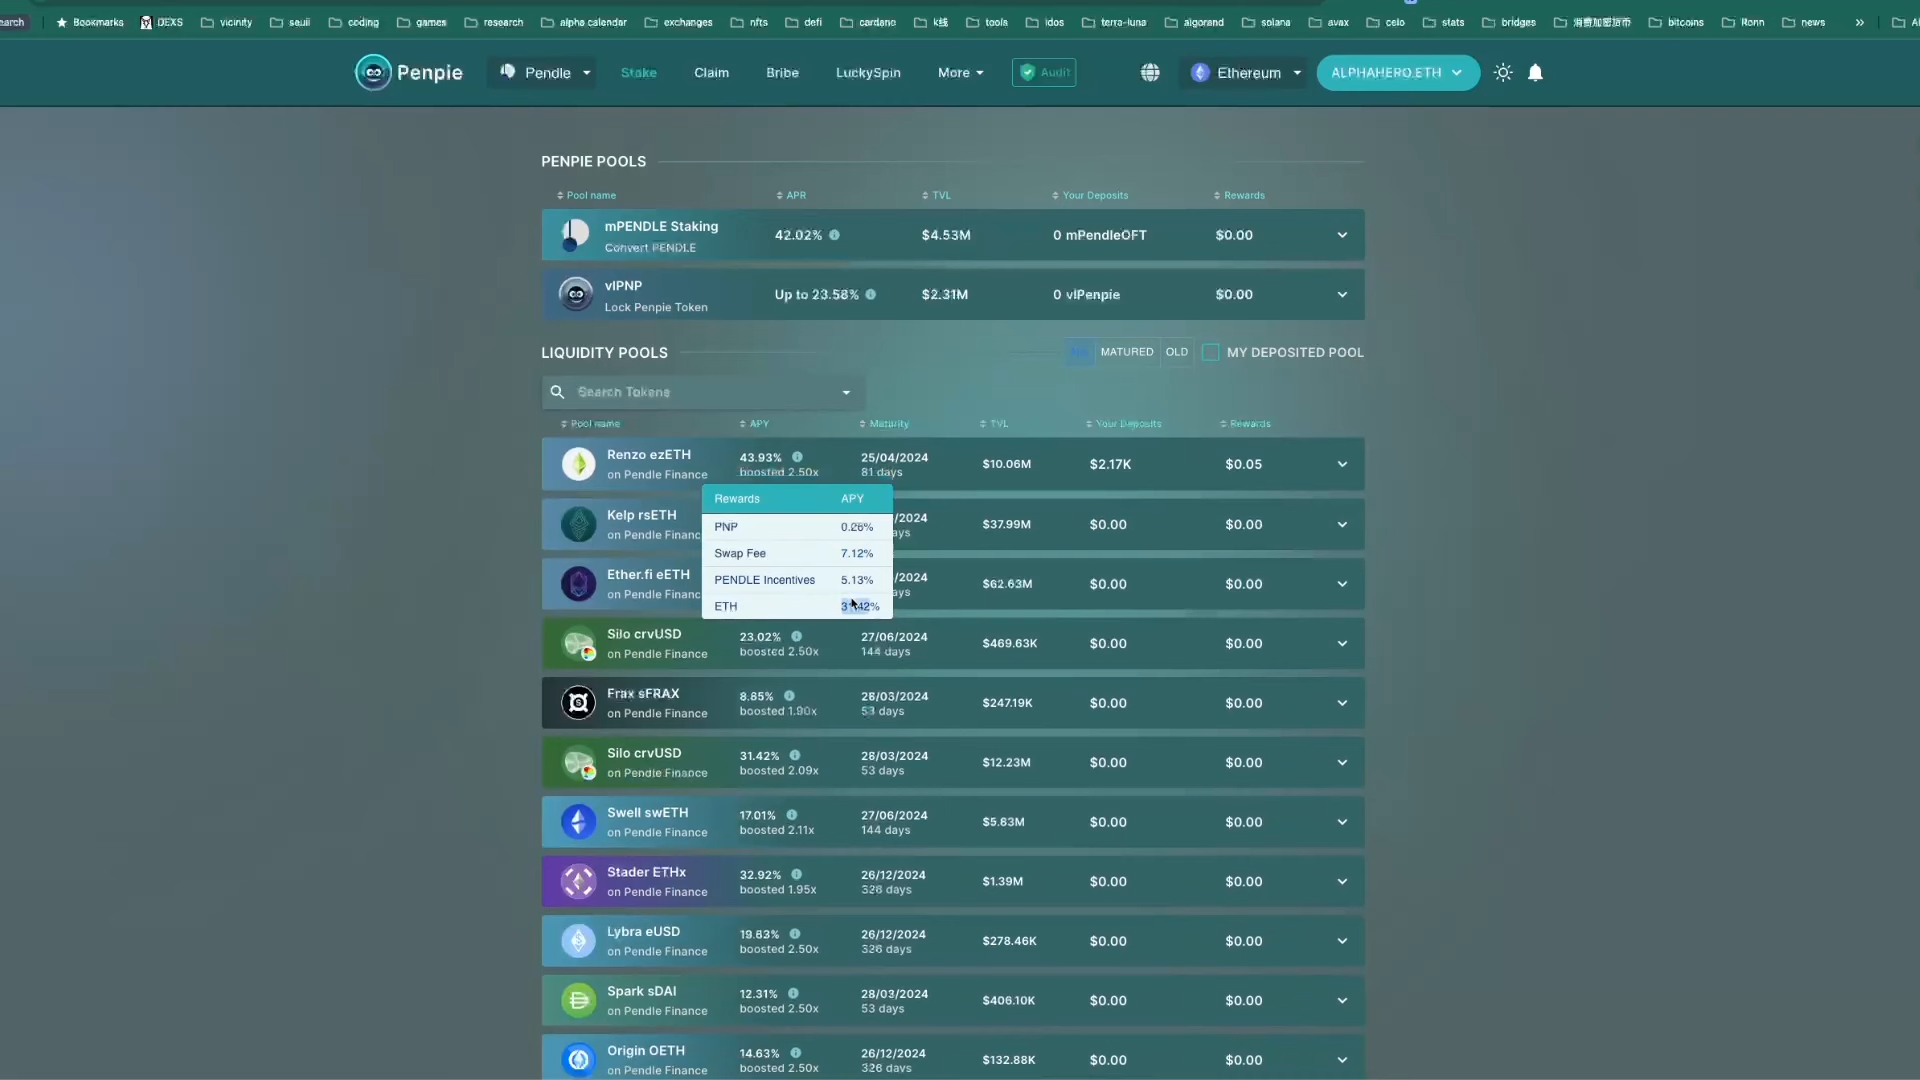 earch Bookmarks DEXS vicinity seuil coding games research alpha calendar exchanges nfts defi cardano k线 tools idos terra-luna algorand solana avax celo stats bridges 消费加密货币 bitcoins Ronn news »
Penpie Pendle Stake Claim Bribe LuckySpin More Audit Ethereum ALPHAHERO.ETH
PENPIE POOLS
Pool name APR TVL Your Deposits Rewards
mPENDLE Staking
Convert PENDLE
42.02% $4.53M 0 mPendleOFT $0.00
vlPNP
Lock Penpie Token
Up to 23.58% $2.31M 0 vlPenpie $0.00
LIQUIDITY POOLS MATURED OLD MY DEPOSITED POOL
Search Tokens
Pool name APY Maturity TVL Your Deposits Rewards
Renzo ezETH
on Pendle Finance
43.93%
boosted 2.50x
25/04/2024
81 days
$10.06M $2.17K $0.05
Rewards APY
PNP 0.26%
Swap Fee 7.12%
PENDLE Incentives 5.13%
ETH
Kelp rsETH
on Pendle Financ
/2024
ays
$37.99M $0.00 $0.00
Ether.fi eETH
on Pendle Financ
/2024
ays
$62.63M $0.00 $0.00
Silo crvUSD
on Pendle Finance
23.02%
boosted 2.50x
27/06/2024
144 days
$469.63K $0.00 $0.00
Frax sFRAX
on Pendle Finance
8.85%
boosted 1.90x
28/03/2024
53 days
$247.19K $0.00 $0.00
Silo crvUSD
on Pendle Finance
31.42%
boosted 2.09x
28/03/2024
53 days
$12.23M $0.00 $0.00
Swell swETH
on Pendle Finance
17.01%
boosted 2.11x
27/06/2024
144 days
$5.63M $0.00 $0.00
Stader ETHx
on Pendle Finance
32.92%
boosted 1.95x
26/12/2024
326 days
$1.39M $0.00 $0.00
Lybra eUSD
on Pendle Finance
19.63%
boosted 2.50x
26/12/2024
326 days
$278.46K $0.00 $0.00
Spark sDAI
on Pendle Finance
12.31%
boosted 2.50x
28/03/2024
53 days
$406.10K $0.00 $0.00
Origin OETH
on Pendle Finance
14.63%
boosted 2.50x
26/12/2024
326 days
$132.88K $0.00 $0.00